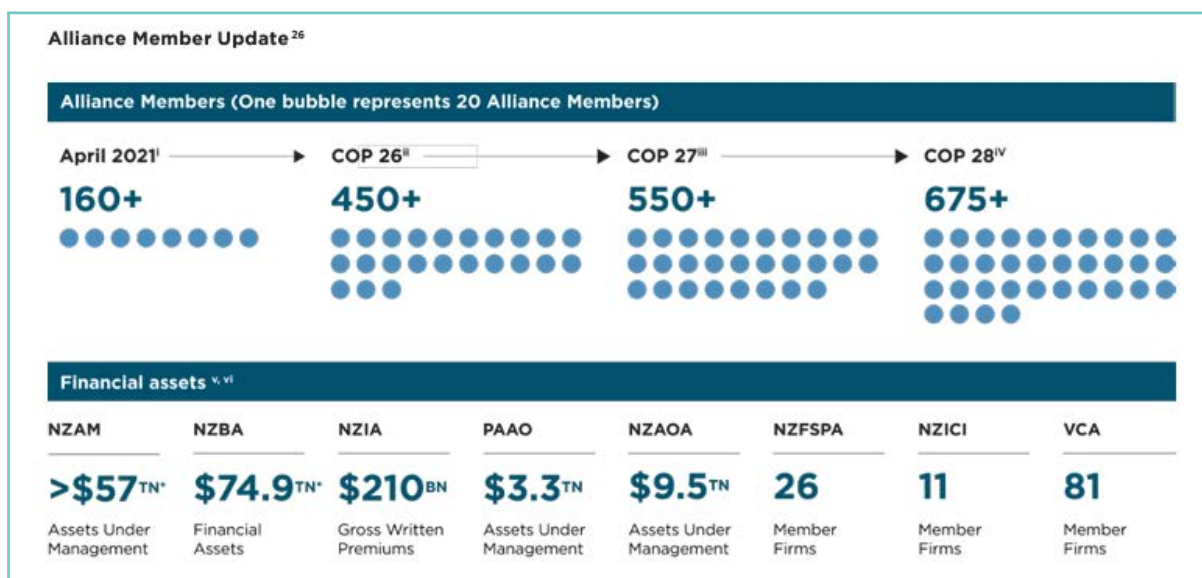 Alliance Member Update 26
Alliance Members (One bubble represents 20 Alliance Members)
April 2021 i COP 26 ii COP 27 iii COP 28 iv
160+ 450+ 550+ 675+
Financial assets v, vi
NZAM NZBA NZIA PAAO NZAOA NZFSPA NZICI VCA
>$57TN* $74.9TN* $210BN $3.3TN $9.5TN 26 11 81
Assets Under Financial Gross Written Assets Under Assets Under Member Member Member
Management Assets Premiums Management Management Firms Firms Firms